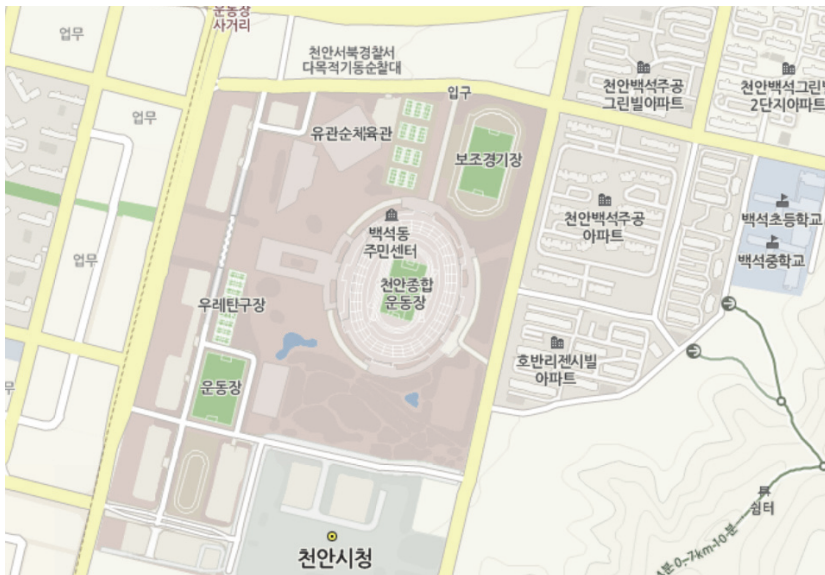 운동장
사거리
업무
천안서북경찰서
다목적기동순찰대
입구
천안백석주공
그린빌아파트
천안백석그린빌
2단지아파트
업무
유관순체육관
보조경기장
백석동
주민센터
천안백석주공
아파트
백석초등학교
백석중학교
업무
천안종합
운동장
우레탄구장
호반리젠시빌
아파트
운동장
쉼터
0.7km·10분
천안시청